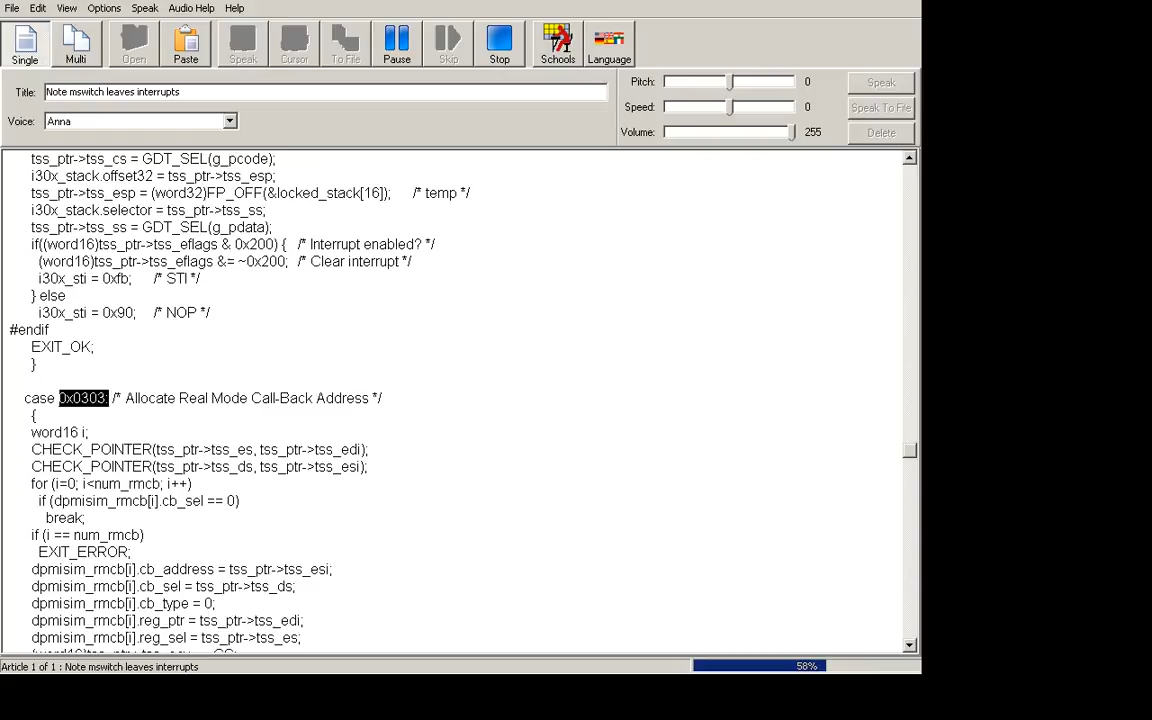 File Edit View Options Speak Audio Help Help
Single Multi Open Paste Speak Cursor To File Pause Skip Stop Schools Language
Title: Note mswitch leaves interrupts
Voice: Anna
Pitch: 0 Speak
Speed: 0 Speak To File
Volume: 255 Delete
tss_ptr->tss_cs = GDT_SEL(g_pcode);
i30x_stack.offset32 = tss_ptr->tss_esp;
tss_ptr->tss_esp = (word32)FP_OFF(&locked_stack[16]); /* temp */
i30x_stack.selector = tss_ptr->tss_ss;
tss_ptr->tss_ss = GDT_SEL(g_pdata);
if((word16)tss_ptr->tss_eflags & 0x200) { /* Interrupt enabled? */
(word16)tss_ptr->tss_eflags &= ~0x200; /* Clear interrupt */
i30x_sti = 0xfb; /* STI */
} else
i30x_sti = 0x90; /* NOP */
#endif
EXIT_OK;
}
case 0x0303: /* Allocate Real Mode Call-Back Address */
{
word16 i;
CHECK_POINTER(tss_ptr->tss_es, tss_ptr->tss_edi);
CHECK_POINTER(tss_ptr->tss_ds, tss_ptr->tss_esi);
for (i=0; i<num_rmcb; i++)
if (dpmisim_rmcb[i].cb_sel == 0)
break;
if (i == num_rmcb)
EXIT_ERROR;
dpmisim_rmcb[i].cb_address = tss_ptr->tss_esi;
dpmisim_rmcb[i].cb_sel = tss_ptr->tss_ds;
dpmisim_rmcb[i].cb_type = 0;
dpmisim_rmcb[i].reg_ptr = tss_ptr->tss_edi;
dpmisim_rmcb[i].reg_sel = tss_ptr->tss_es;
Article 1 of 1 : Note mswitch leaves interrupts 58%